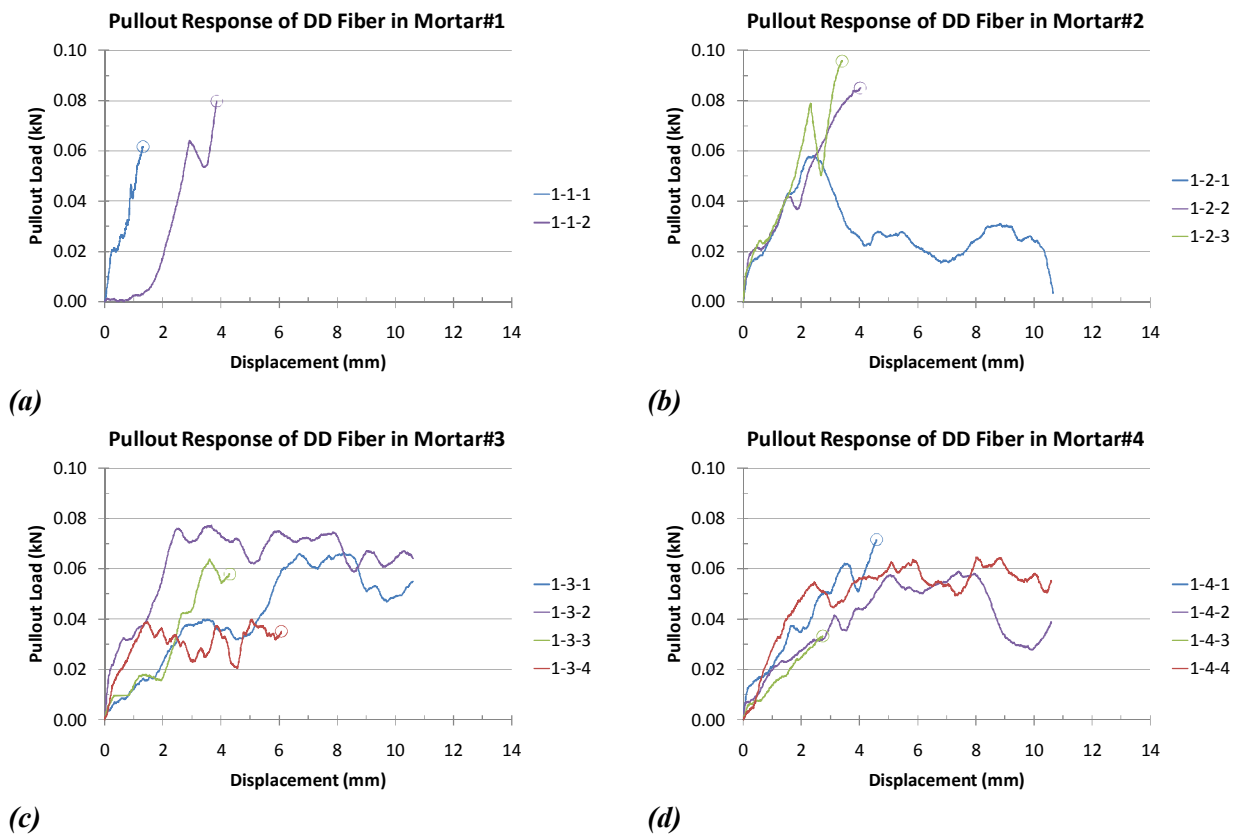 Pullout Response of DD Fiber in Mortar#1
0.10
0.08
0.06
0.04
0.02
0.00
Pullout Load (kN)
0 2 4 6 8 10 12 14
Displacement (mm)
1-1-1
1-1-2
(a)
Pullout Response of DD Fiber in Mortar#2
0.10
0.08
0.06
0.04
0.02
0.00
Pullout Load (kN)
0 2 4 6 8 10 12 14
Displacement (mm)
1-2-1
1-2-2
1-2-3
(b)
Pullout Response of DD Fiber in Mortar#3
0.10
0.08
0.06
0.04
0.02
0.00
Pullout Load (kN)
0 2 4 6 8 10 12 14
Displacement (mm)
1-3-1
1-3-2
1-3-3
1-3-4
(c)
Pullout Response of DD Fiber in Mortar#4
0.10
0.08
0.06
0.04
0.02
0.00
Pullout Load (kN)
0 2 4 6 8 10 12 14
Displacement (mm)
1-4-1
1-4-2
1-4-3
1-4-4
(d)